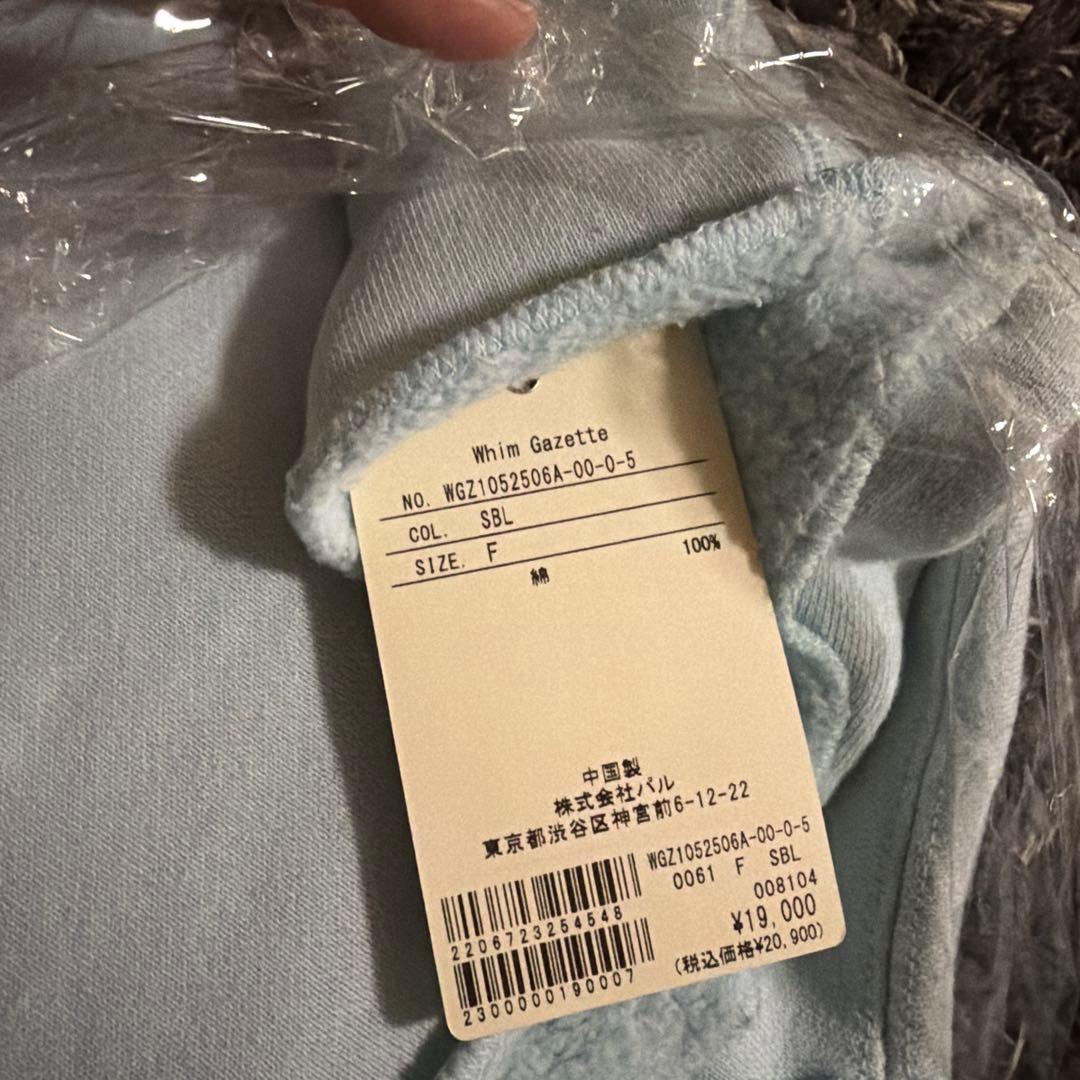 Whim Gazette
NO. WGZ1052506A-00-0-5
COL. SBL
SIZE. F
綿 100%
中国製
株式会社パル
東京都渋谷区神宮前6-12-22
WGZ1052506A-00-0-5
0061 F SBL
008104
2206723254548
¥19,000
(税込価格¥20,900)
2300000190007